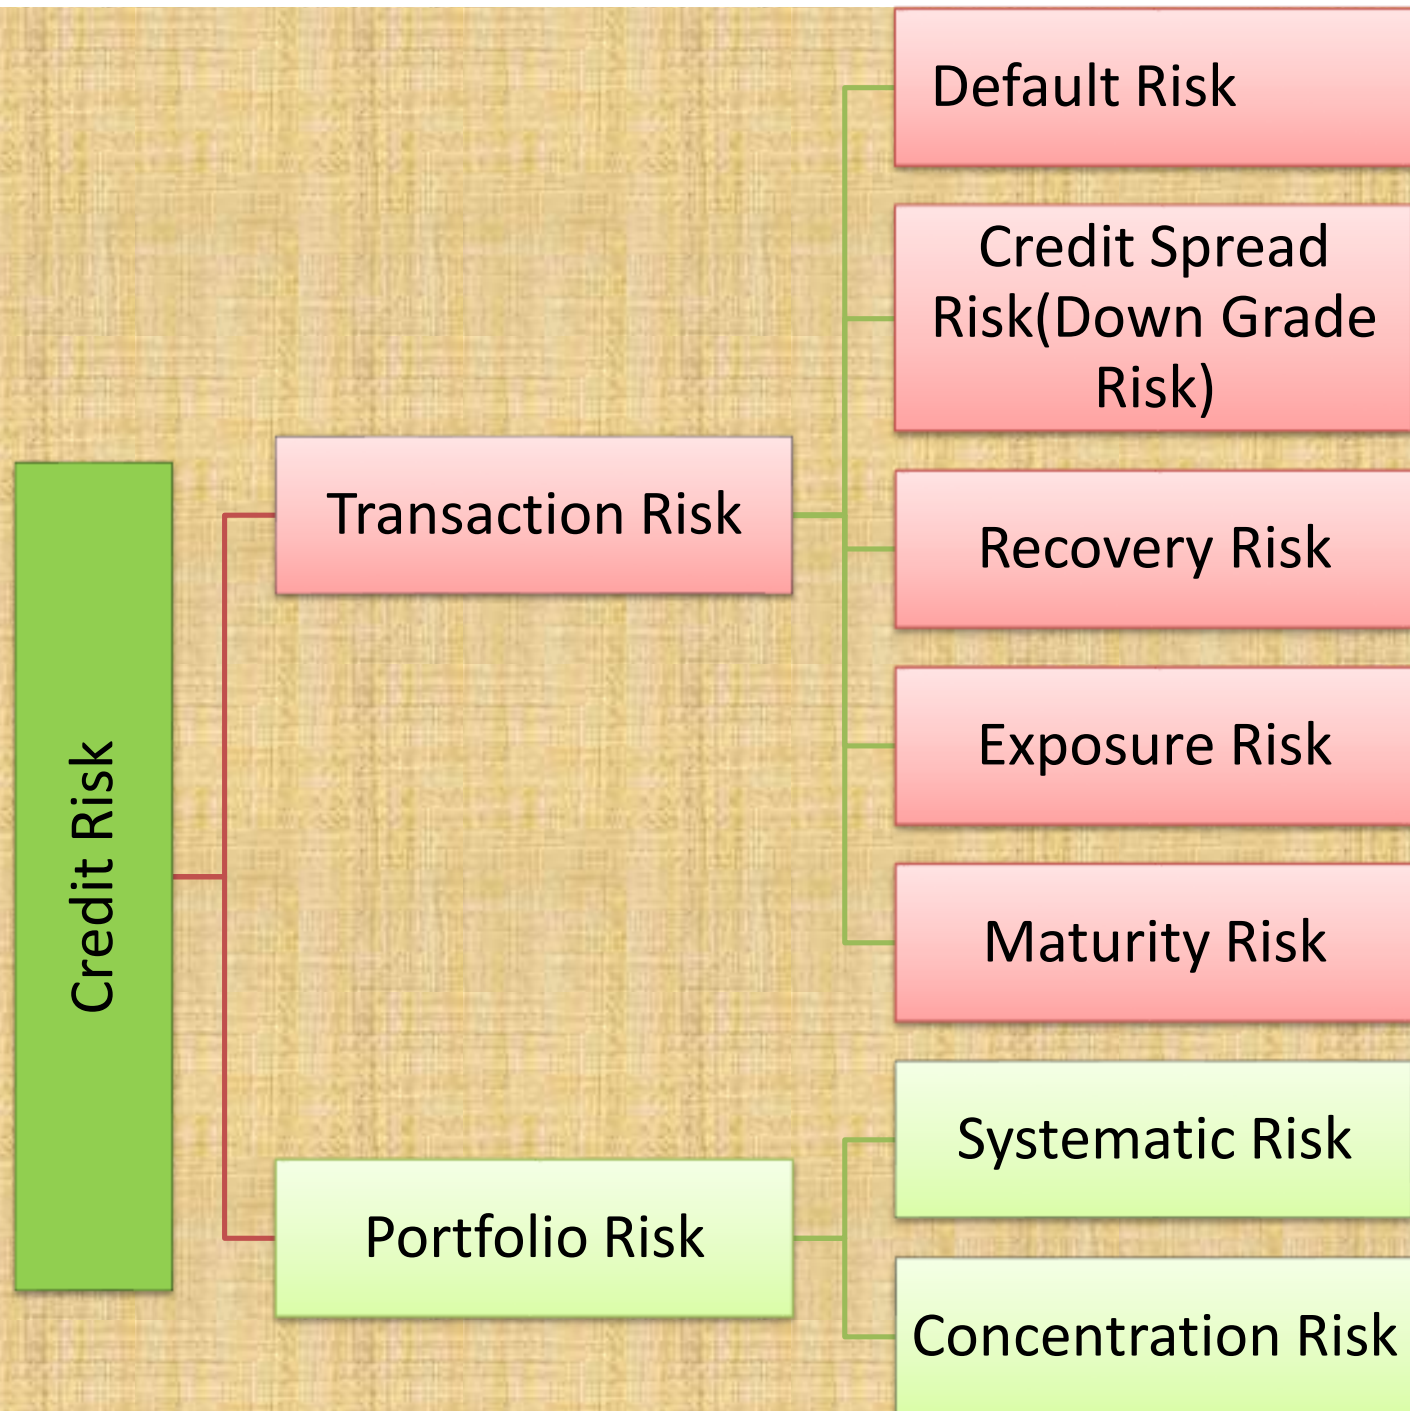 Default Risk
Credit Spread
Risk(Down Grade
Risk)
Transaction Risk
Recovery Risk
Exposure Risk
Credit Risk
Maturity Risk
Systematic Risk
Portfolio Risk
Concentration Risk